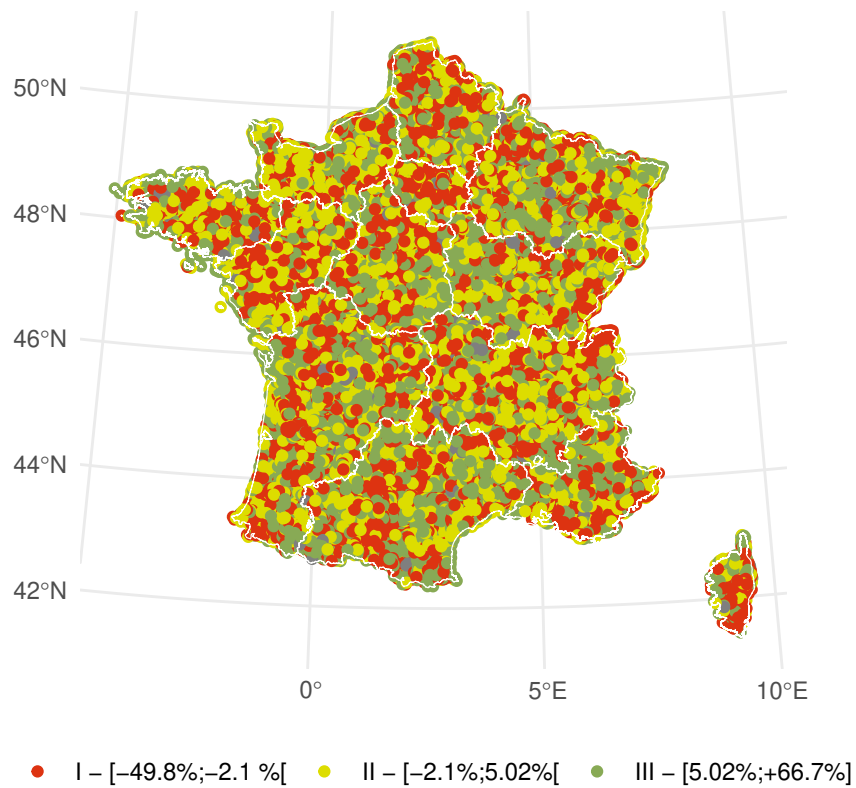 50°N
48°N
46°N
44°N
42°N
0°
5°E
10°E
I – [−49.8%;−2.1 %[
II – [−2.1%;5.02%[
III – [5.02%;+66.7%]